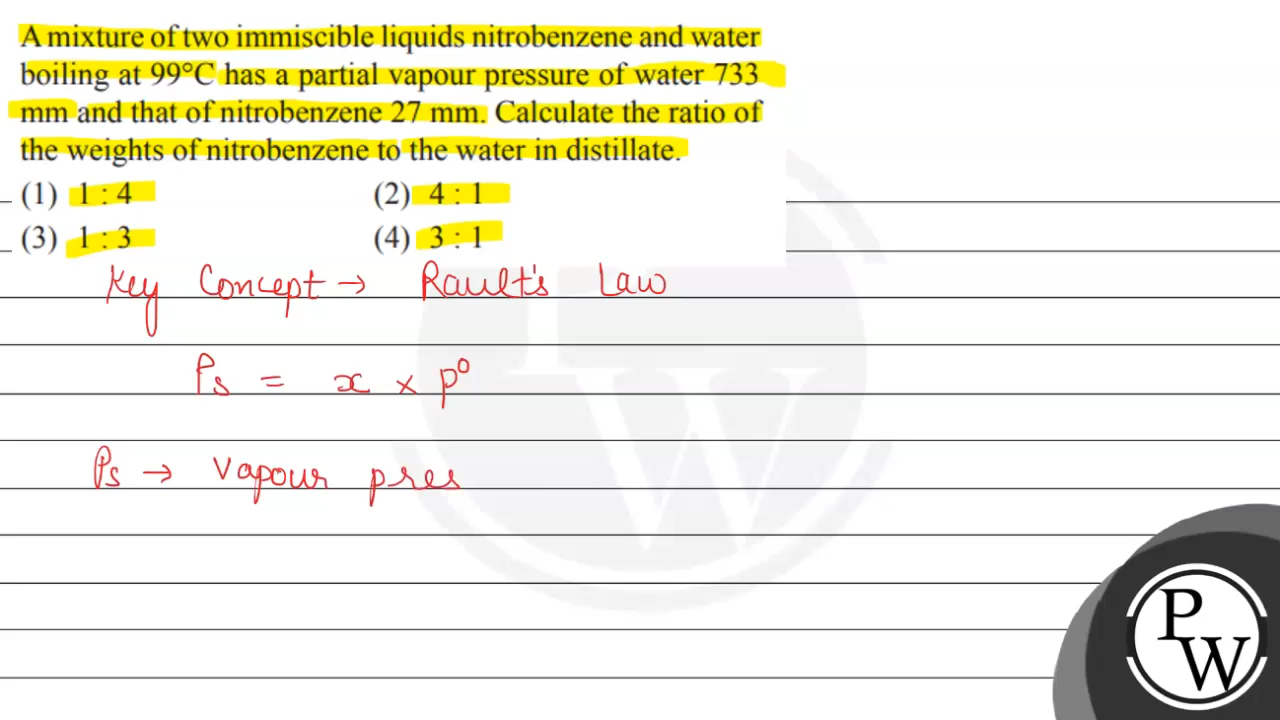 A mixture of two immiscible liquids nitrobenzene and water
boiling at 99°C has a partial vapour pressure of water 733
mm and that of nitrobenzene 27 mm. Calculate the ratio of
the weights of nitrobenzene to the water in distillate.
(1) 1 : 4 (2) 4 : 1
(3) 1 : 3 (4) 3 : 1
Key Concept → Rault's Law
Ps = x × p⁰
Ps → Vapour pres
PW